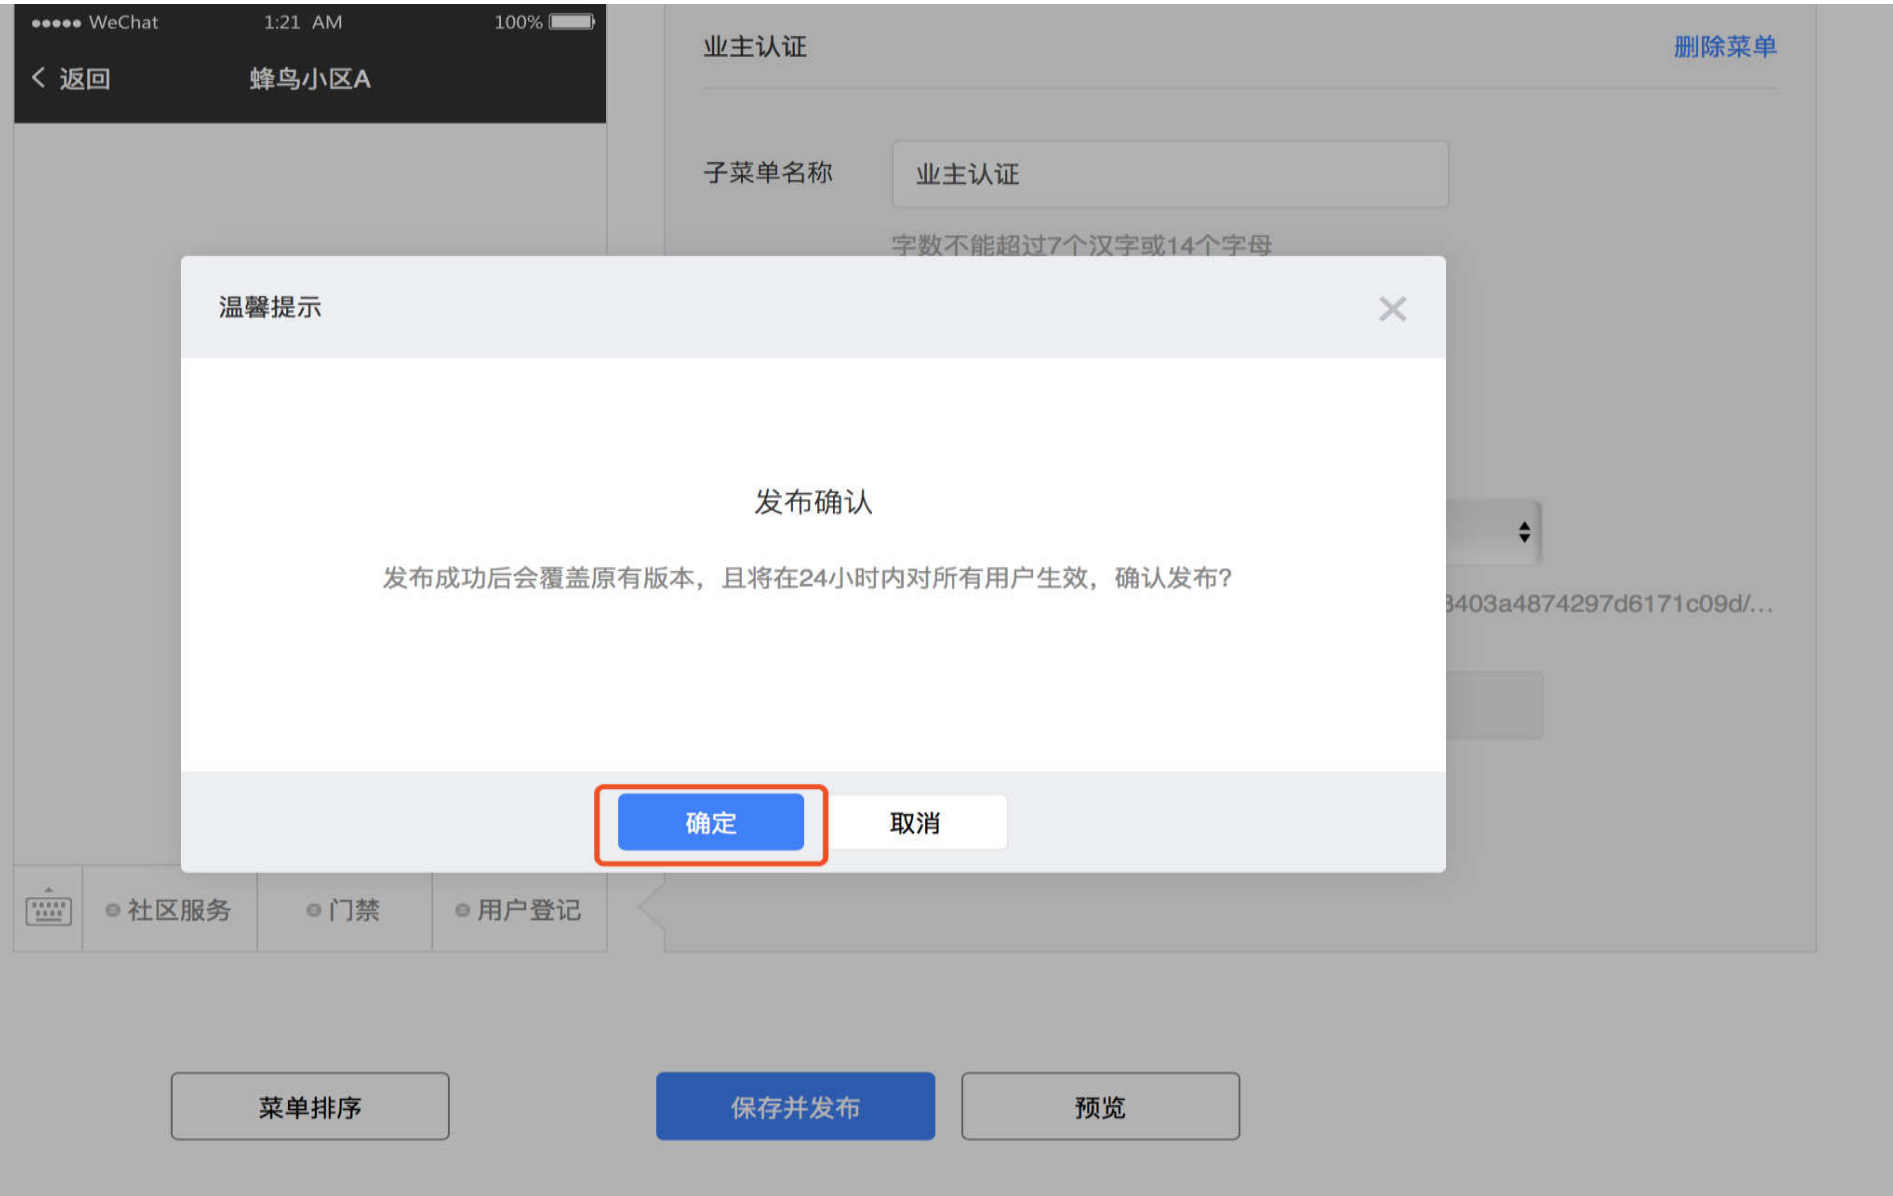 WeChat 1:21 AM 100%
返回 蜂鸟小区A
业主认证 删除菜单
子菜单名称 业主认证
字数不能超过7个汉字或14个字母
温馨提示
发布确认
发布成功后会覆盖原有版本，且将在24小时内对所有用户生效，确认发布?
403a4874297d6171c09d/...
确定 取消
社区服务 门禁 用户登记
菜单排序 保存并发布 预览